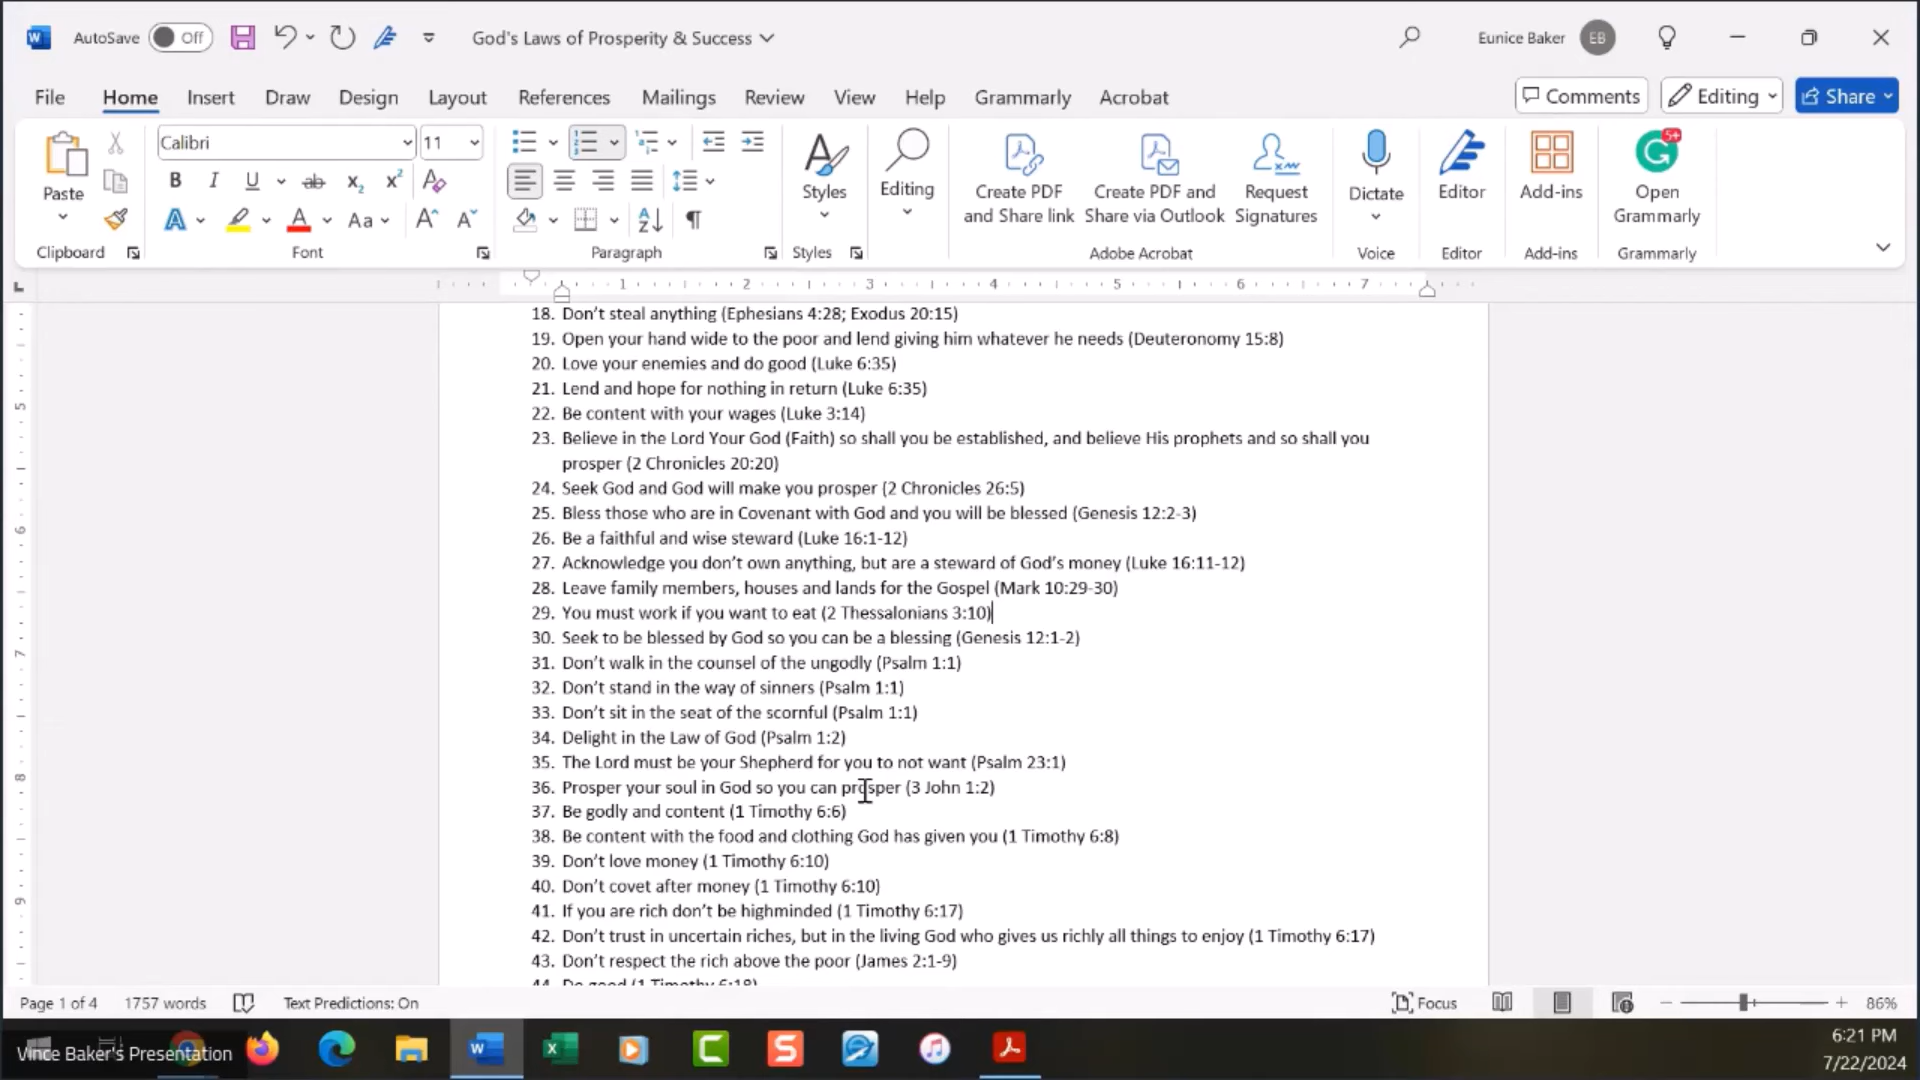 AutoSave Off God's Laws of Prosperity & Success Eunice Baker EB
File Home Insert Draw Design Layout References Mailings Review View Help Grammarly Acrobat Comments Editing Share
Calibri 11
Paste Styles Editing Create PDF and Share link Create PDF and Share via Outlook Request Signatures Dictate Editor Add-ins Open Grammarly
Clipboard Font Paragraph Styles Adobe Acrobat Voice Editor Add-ins Grammarly
1 2 3 4 5 6 7
18. Don't steal anything (Ephesians 4:28; Exodus 20:15)
19. Open your hand wide to the poor and lend giving him whatever he needs (Deuteronomy 15:8)
20. Love your enemies and do good (Luke 6:35)
21. Lend and hope for nothing in return (Luke 6:35)
22. Be content with your wages (Luke 3:14)
23. Believe in the Lord Your God (Faith) so shall you be established, and believe His prophets and so shall you
prosper (2 Chronicles 20:20)
24. Seek God and God will make you prosper (2 Chronicles 26:5)
25. Bless those who are in Covenant with God and you will be blessed (Genesis 12:2-3)
26. Be a faithful and wise steward (Luke 16:1-12)
27. Acknowledge you don't own anything, but are a steward of God's money (Luke 16:11-12)
28. Leave family members, houses and lands for the Gospel (Mark 10:29-30)
29. You must work if you want to eat (2 Thessalonians 3:10)
30. Seek to be blessed by God so you can be a blessing (Genesis 12:1-2)
31. Don't walk in the counsel of the ungodly (Psalm 1:1)
32. Don't stand in the way of sinners (Psalm 1:1)
33. Don't sit in the seat of the scornful (Psalm 1:1)
34. Delight in the Law of God (Psalm 1:2)
35. The Lord must be your Shepherd for you to not want (Psalm 23:1)
36. Prosper your soul in God so you can prosper (3 John 1:2)
37. Be godly and content (1 Timothy 6:6)
38. Be content with the food and clothing God has given you (1 Timothy 6:8)
39. Don't love money (1 Timothy 6:10)
40. Don't covet after money (1 Timothy 6:10)
41. If you are rich don't be highminded (1 Timothy 6:17)
42. Don't trust in uncertain riches, but in the living God who gives us richly all things to enjoy (1 Timothy 6:17)
43. Don't respect the rich above the poor (James 2:1-9)
44. Do good (1 Timothy 6:18)
Page 1 of 4 1757 words Text Predictions: On Focus 86%
Vince Baker's Presentation
6:21 PM
7/22/2024